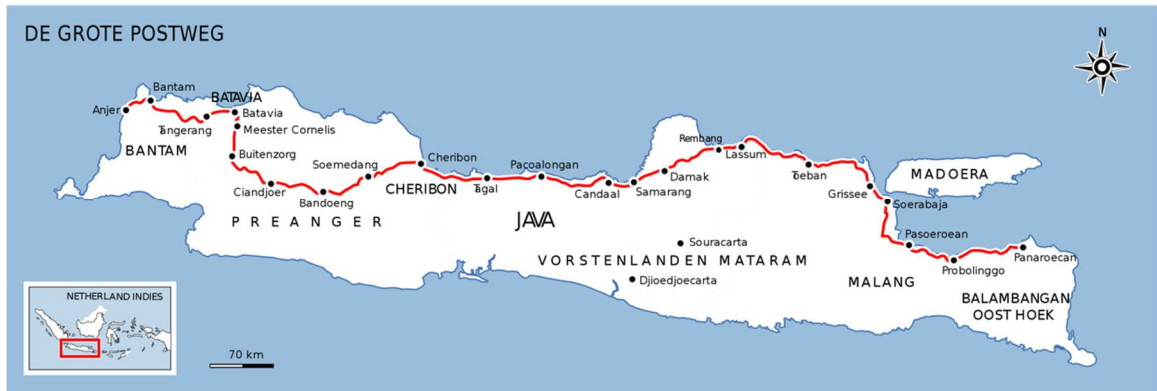 DE GROTE POSTWEG
N
Anjer
Bantam
BATAVIA
Tangerang
Batavia
Meester Cornelis
BANTAM
Buitenzorg
Ciandjoer
Bandoeng
Soemedang
Cheribon
CHERIBON
PREANGER
Tagal
Pacoalongan
Candaal
Samarang
Damak
Rembang
Lassum
Toeban
Grissee
Soerabaja
MADOERA
JAVA
Souracarta
VORSTENLANDEN MATARAM
Djioedjoecarta
Pasoeroean
Probolinggo
Panaroecan
MALANG
BALAMBANGAN
OOST HOEK
NETHERLAND INDIES
70 km